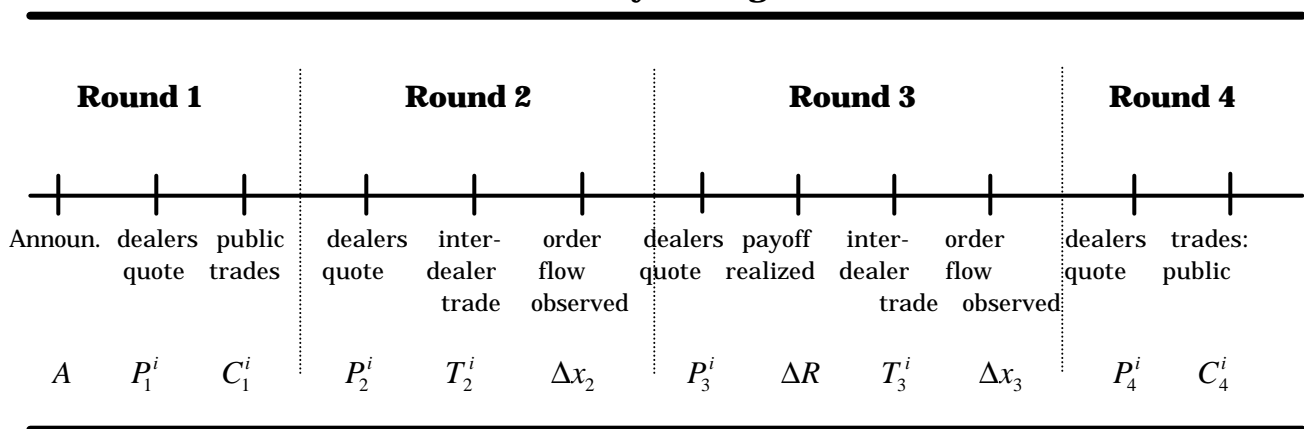 Round 1 Round 2 Round 3 Round 4
Announ. dealers public dealers inter- order dealers payoff inter- order dealers trades:
quote trades quote dealer flow quote realized dealer flow quote public
trade observed trade observed
A P_1^i C_1^i P_2^i T_2^i Δx_2 P_3^i ΔR T_3^i Δx_3 P_4^i C_4^i